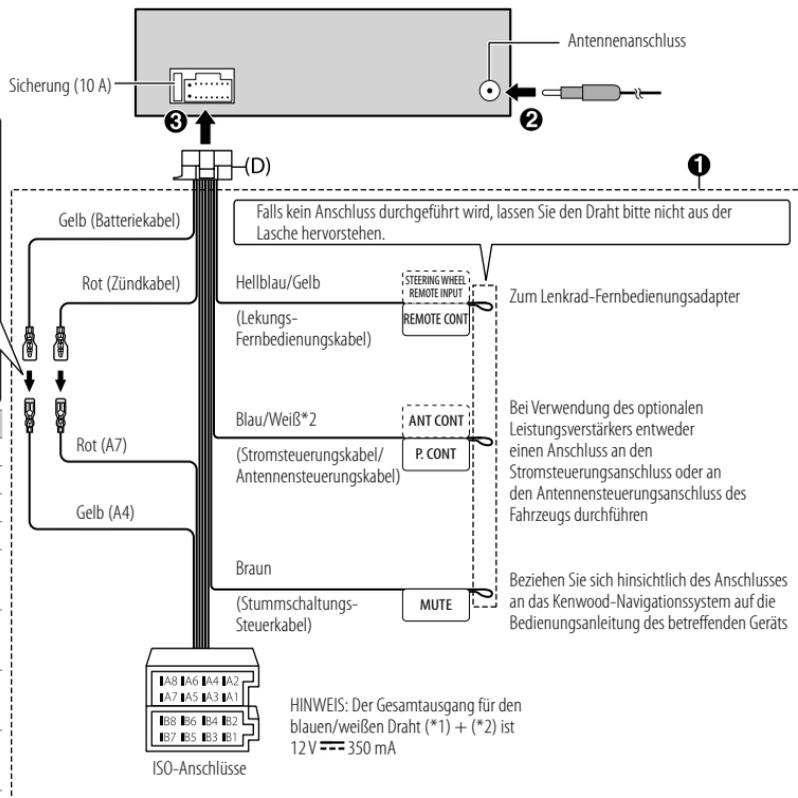 Antennenanschluss
Sicherung (10 A)
❸
❷
(D)
❶
Falls kein Anschluss durchgeführt wird, lassen Sie den Draht bitte nicht aus der
Lasche hervorstehen.
Gelb (Batteriekabel)
Rot (Zündkabel)
Hellblau/Gelb
(Lekungs-
Fernbedienungskabel)
STEERING WHEEL
REMOTE INPUT
REMOTE CONT
Zum Lenkrad-Fernbedienungsadapter
Blau/Weiß*2
(Stromsteuerungskabel/
Antennensteuerungskabel)
ANT CONT
P. CONT
Bei Verwendung des optionalen
Leistungsverstärkers entweder
einen Anschluss an den
Stromsteuerungsanschluss oder an
den Antennensteuerungsanschluss des
Fahrzeugs durchführen
Rot (A7)
Gelb (A4)
Braun
(Stummschaltungs-
Steuerkabel)
MUTE
Beziehen Sie sich hinsichtlich des Anschlusses
an das Kenwood-Navigationssystem auf die
Bedienungsanleitung des betreffenden Geräts
A8 A6 A4 A2
A7 A5 A3 A1
B8 B6 B4 B2
B7 B5 B3 B1
ISO-Anschlüsse
HINWEIS: Der Gesamtausgang für den
blauen/weißen Draht (*1) + (*2) ist
12 V ⎓ 350 mA